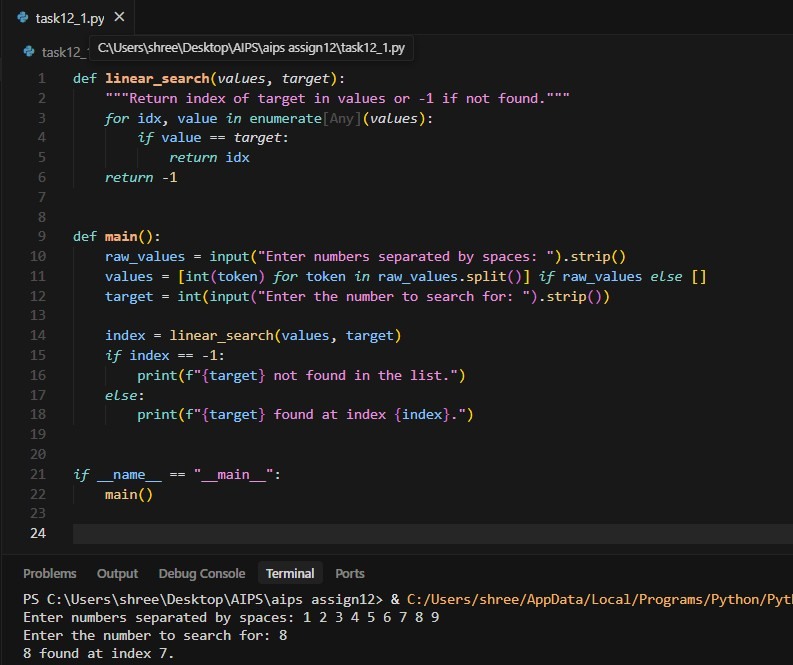 task12_1.py
task12_
C:\Users\shree\Desktop\AIPS\aips assign12\task12_1.py
1 def linear_search(values, target):
2     """Return index of target in values or -1 if not found."""
3     for idx, value in enumerate[Any](values):
4         if value == target:
5             return idx
6     return -1
7
8
9 def main():
10     raw_values = input("Enter numbers separated by spaces: ").strip()
11     values = [int(token) for token in raw_values.split()] if raw_values else []
12     target = int(input("Enter the number to search for: ").strip())
13
14     index = linear_search(values, target)
15     if index == -1:
16         print(f"{target} not found in the list.")
17     else:
18         print(f"{target} found at index {index}.")
19
20
21 if __name__ == "__main__":
22     main()
23
24
Problems Output Debug Console Terminal Ports
PS C:\Users\shree\Desktop\AIPS\aips assign12> & C:/Users/shree/AppData/Local/Programs/Python/Pyt
Enter numbers separated by spaces: 1 2 3 4 5 6 7 8 9
Enter the number to search for: 8
8 found at index 7.